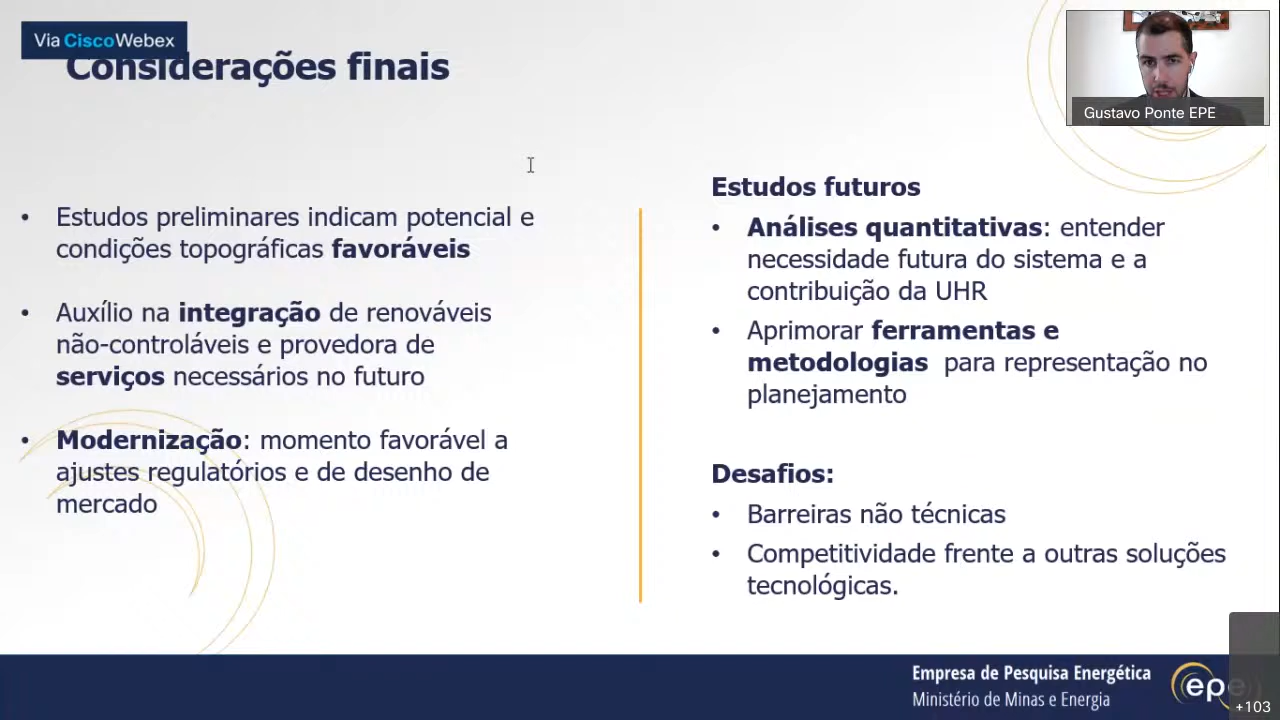 Via CiscoWebex
Considerações finais
Gustavo Ponte EPE
• Estudos preliminares indicam potencial e
condições topográficas favoráveis
• Auxílio na integração de renováveis
não-controláveis e provedora de
serviços necessários no futuro
• Modernização: momento favorável a
ajustes regulatórios e de desenho de
mercado
Estudos futuros
• Análises quantitativas: entender
necessidade futura do sistema e a
contribuição da UHR
• Aprimorar ferramentas e
metodologias para representação no
planejamento
Desafios:
• Barreiras não técnicas
• Competitividade frente a outras soluções
tecnológicas.
Empresa de Pesquisa Energética
Ministério de Minas e Energia
epe
+103